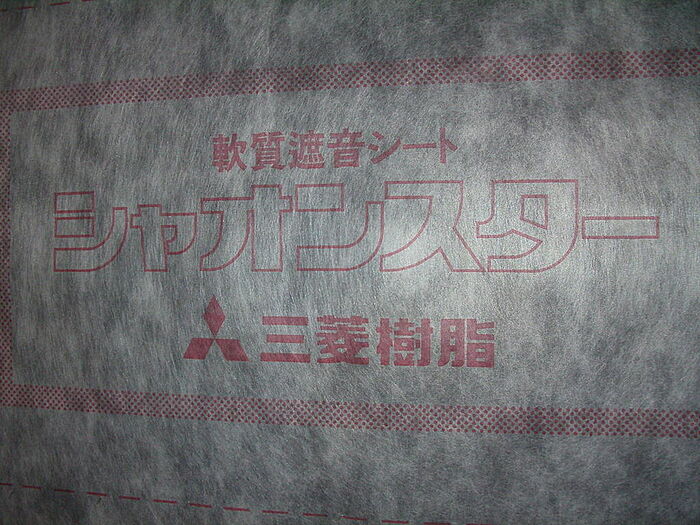 軟質遮音シート
シャオンスター
三菱樹脂